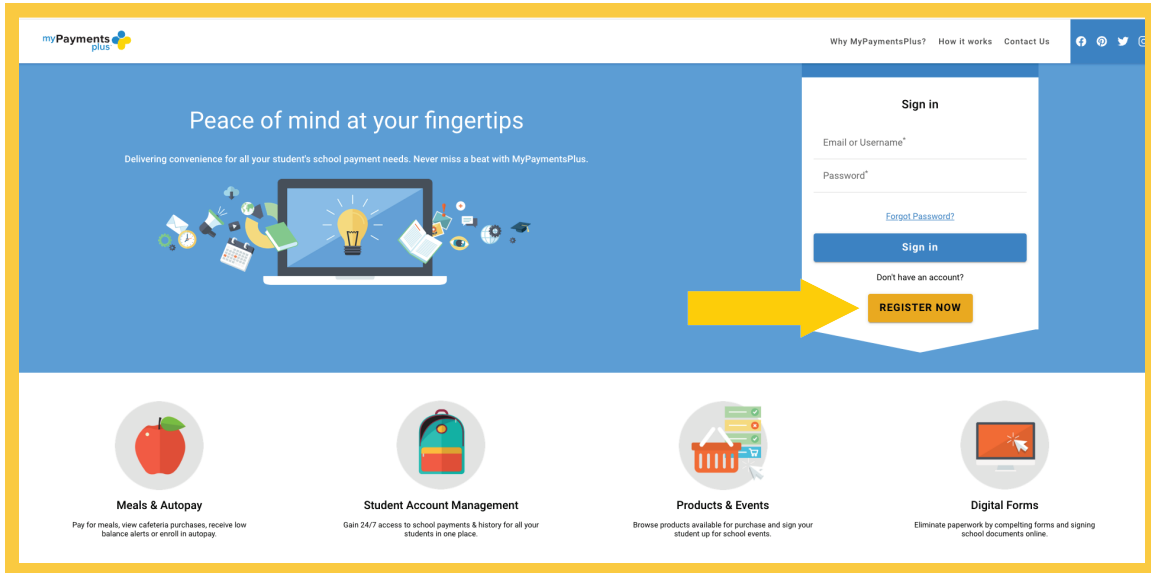 myPayments
plus
Why MyPaymentsPlus? How it works Contact Us
Peace of mind at your fingertips
Delivering convenience for all your student's school payment needs. Never miss a beat with MyPaymentsPlus.
Sign in
Email or Username*
Password*
Forgot Password?
Sign in
Don't have an account?
REGISTER NOW
Meals & Autopay
Pay for meals, view cafeteria purchases, receive low
balance alerts or enroll in autopay.
Student Account Management
Gain 24/7 access to school payments & history for all your
students in one place.
Products & Events
Browse products available for purchase and sign your
student up for school events.
Digital Forms
Eliminate paperwork by compelting forms and signing
school documents online.